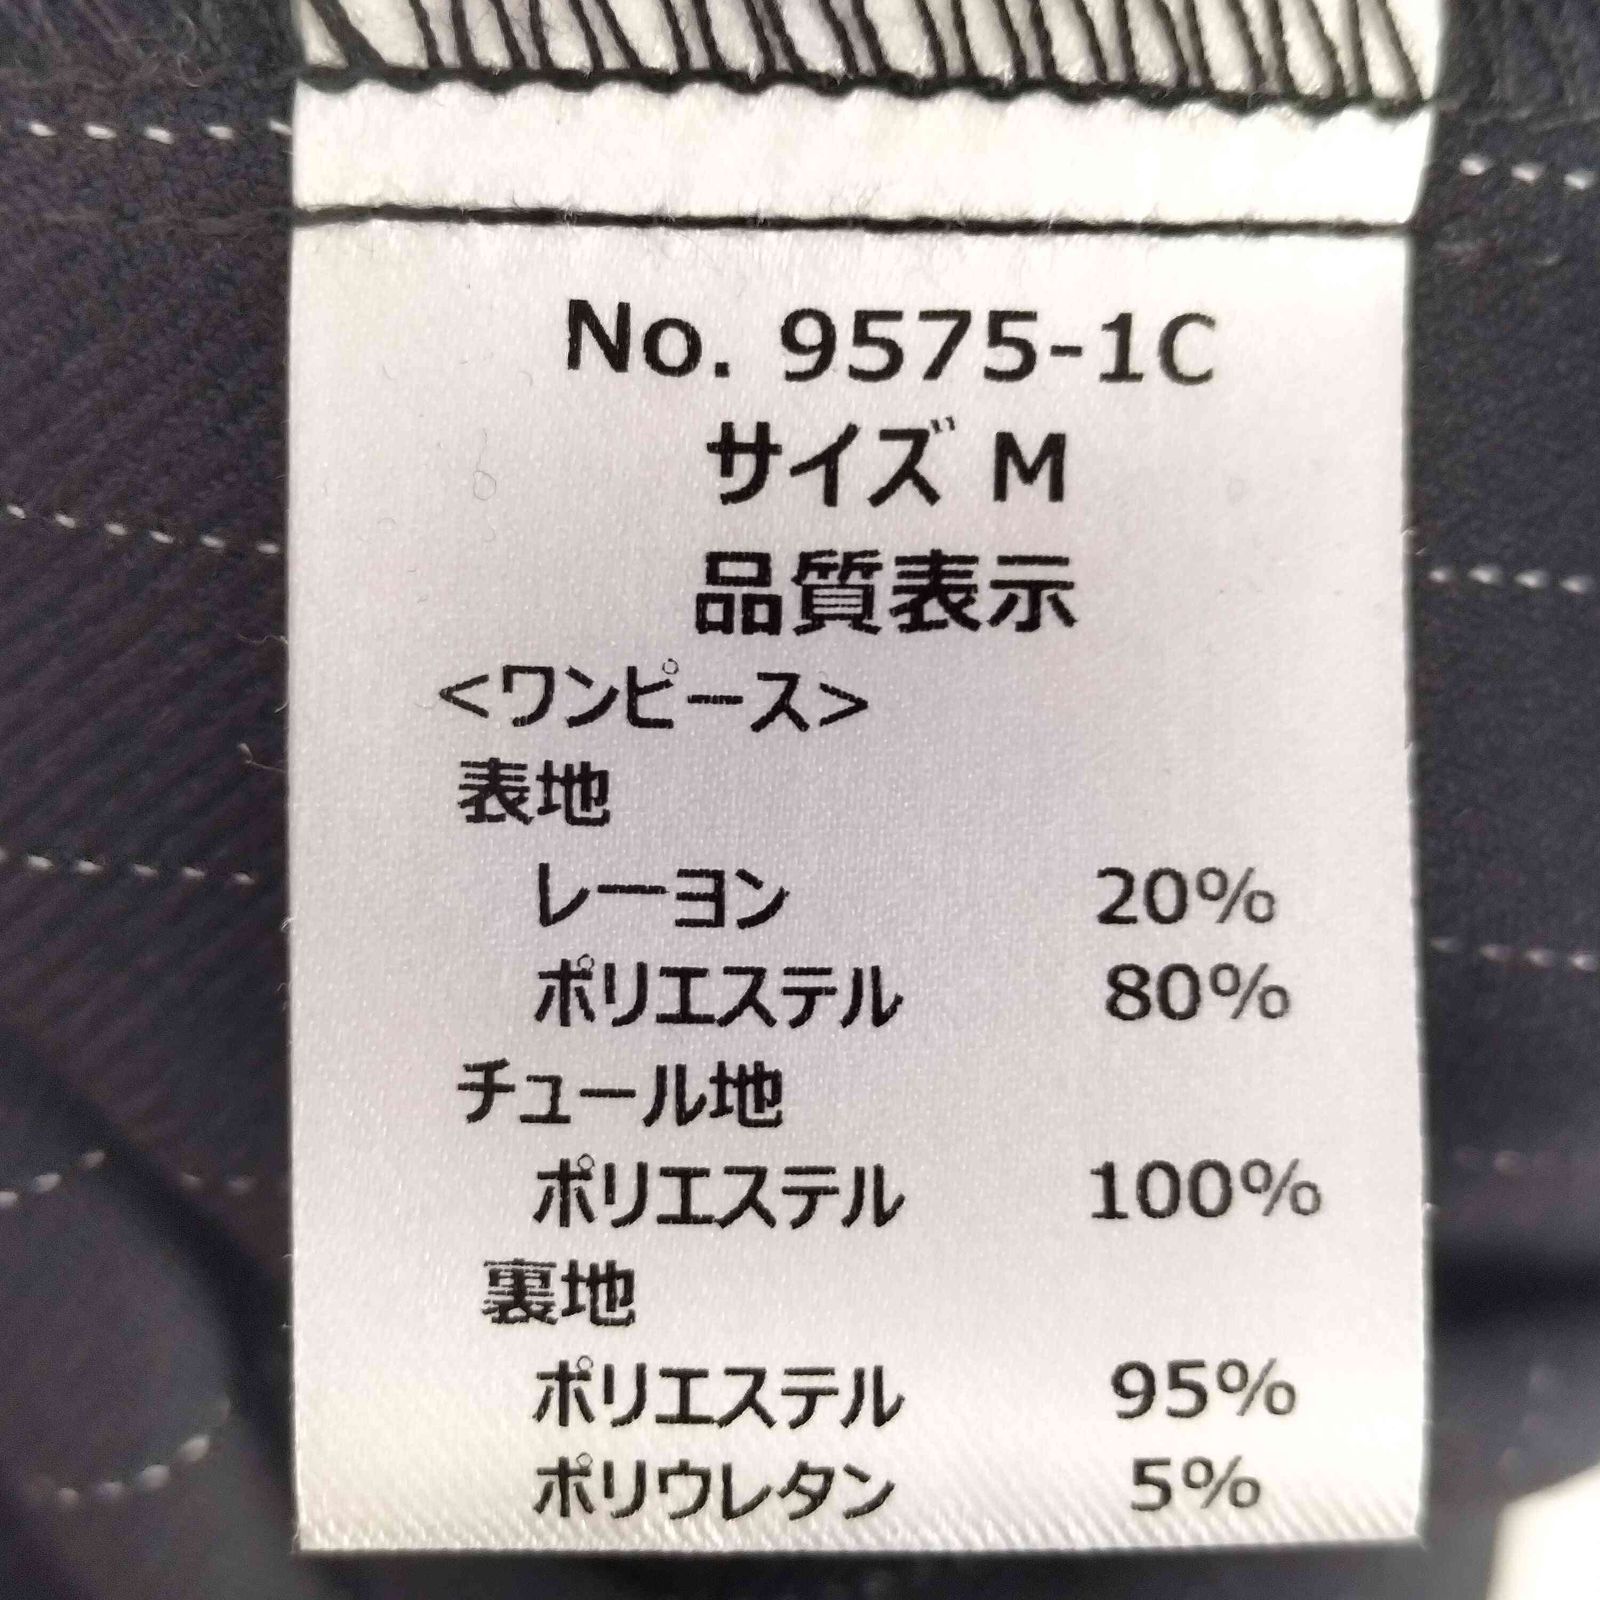 No. 9575-1C
サイズ M
品質表示
<ワンピース>
表地
レーヨン 20%
ポリエステル 80%
チュール地
ポリエステル 100%
裏地
ポリエステル 95%
ポリウレタン 5%